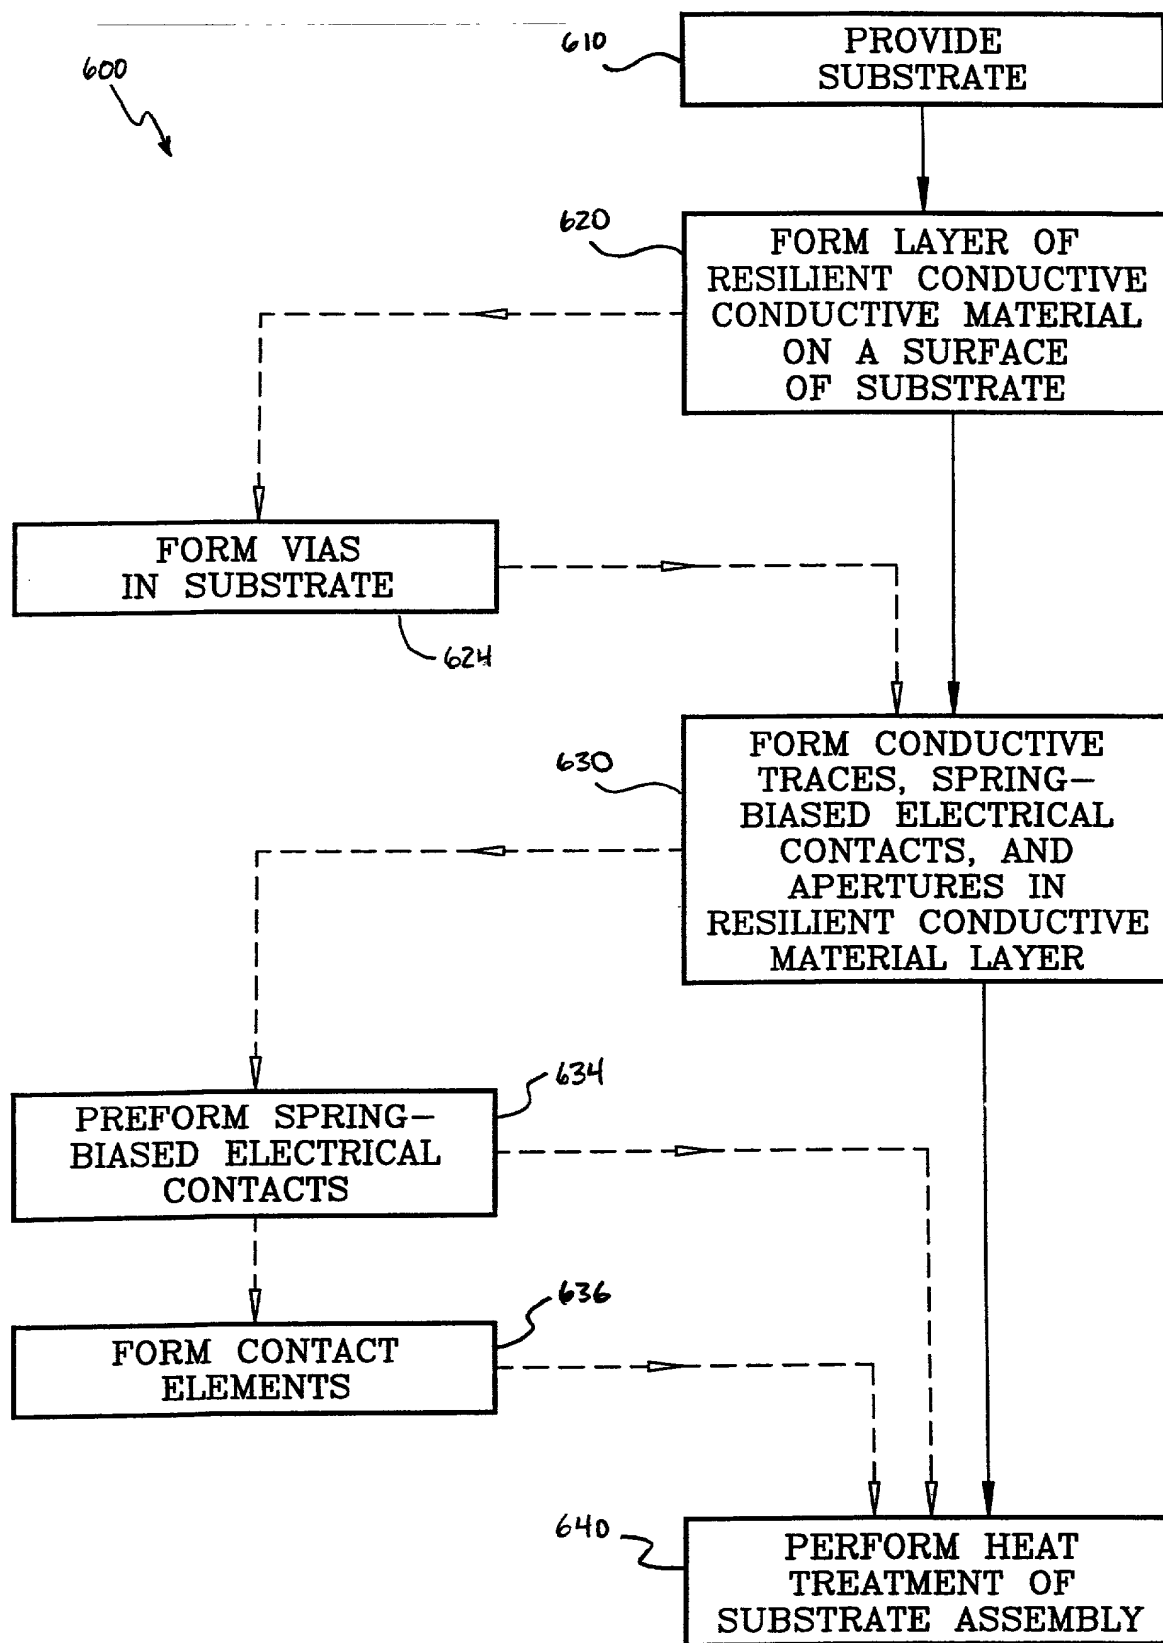 600
610
PROVIDE
SUBSTRATE
620
FORM LAYER OF
RESILIENT CONDUCTIVE
CONDUCTIVE MATERIAL
ON A SURFACE
OF SUBSTRATE
FORM VIAS
IN SUBSTRATE
624
630
FORM CONDUCTIVE
TRACES, SPRING-
BIASED ELECTRICAL
CONTACTS, AND
APERTURES IN
RESILIENT CONDUCTIVE
MATERIAL LAYER
634
PREFORM SPRING-
BIASED ELECTRICAL
CONTACTS
636
FORM CONTACT
ELEMENTS
640
PERFORM HEAT
TREATMENT OF
SUBSTRATE ASSEMBLY